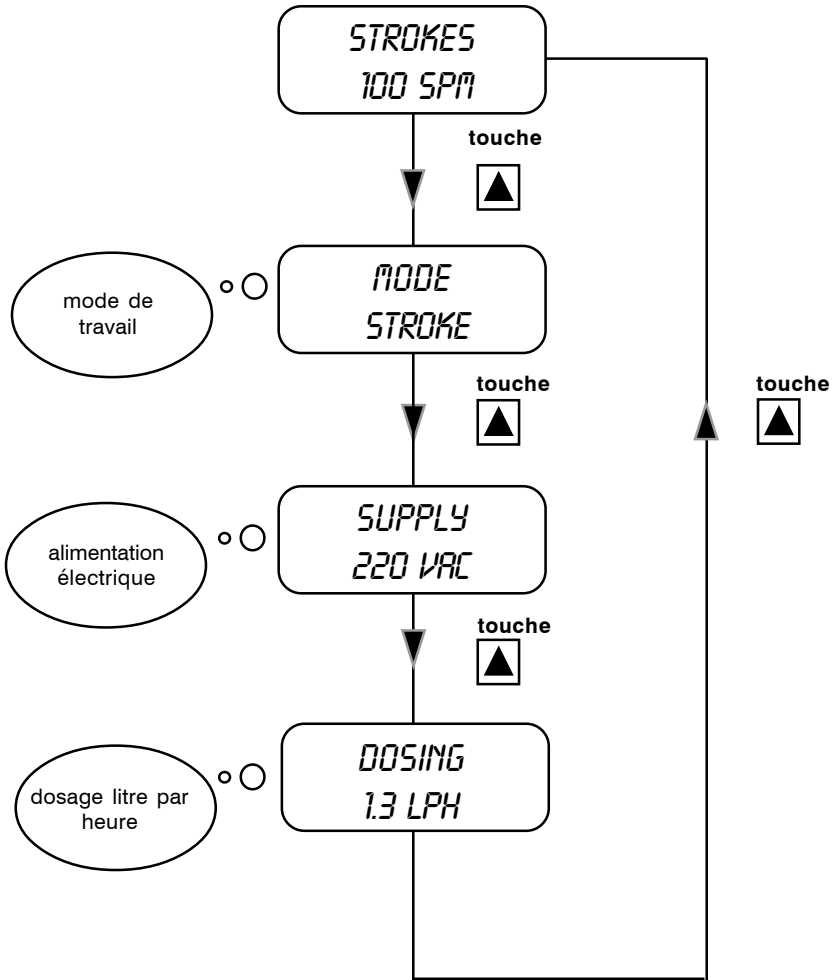 STROKES
100 SPM
touche
MODE
STROKE
mode de
travail
touche
touche
SUPPLY
220 VAC
alimentation
électrique
touche
DOSING
1.3 LPH
dosage litre par
heure